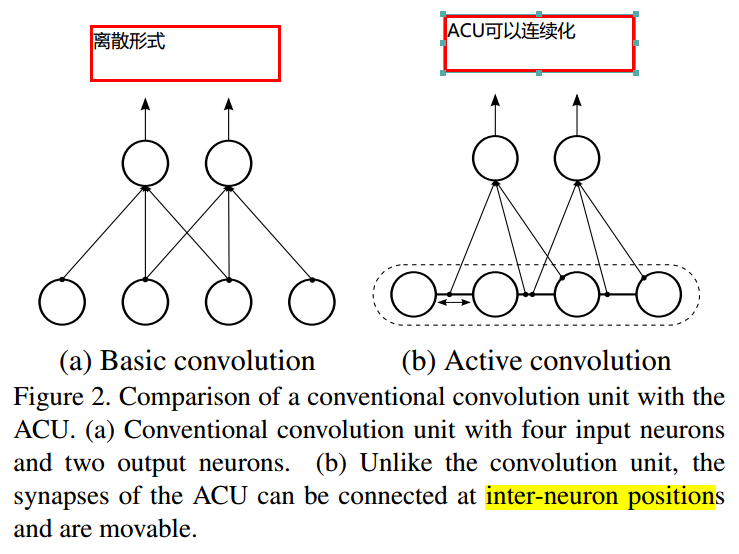 离散形式
ACU可以连续化
(a) Basic convolution
(b) Active convolution
Figure 2. Comparison of a conventional convolution unit with the
ACU. (a) Conventional convolution unit with four input neurons
and two output neurons. (b) Unlike the convolution unit, the
synapses of the ACU can be connected at inter-neuron positions
and are movable.